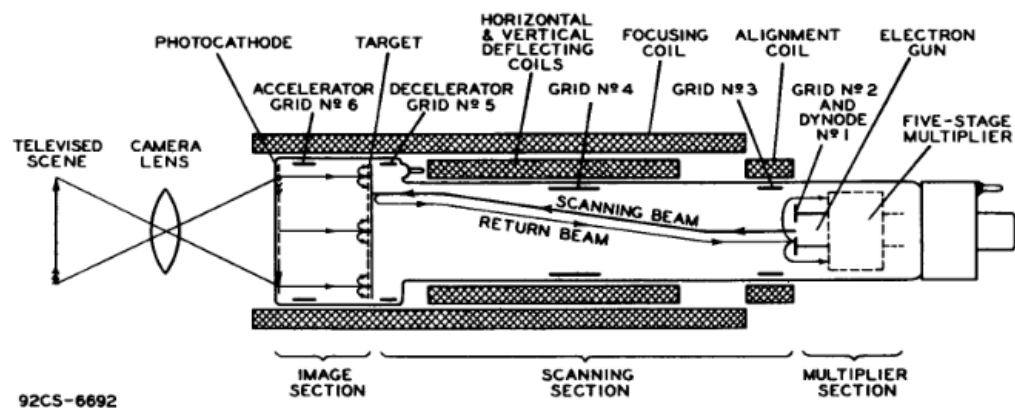 HORIZONTAL
& VERTICAL
DEFLECTING
COILS
PHOTOCATHODE
TARGET
FOCUSING
COIL
ALIGNMENT
COIL
ELECTRON
GUN
ACCELERATOR
GRID Nº 6
DECELERATOR
GRID Nº 5
GRID Nº 4
GRID Nº 3
GRID Nº 2
AND
DYNODE
Nº 1
FIVE-STAGE
MULTIPLIER
TELEVISED
SCENE
CAMERA
LENS
SCANNING BEAM
RETURN BEAM
IMAGE
SECTION
SCANNING
SECTION
MULTIPLIER
SECTION
92CS-6692